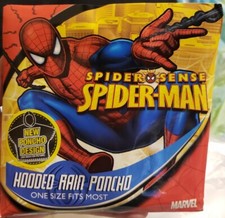 SPIDER SENSE
SPIDER-MAN
NEW
PONCHO
DESIGN
HOODED RAIN PONCHO
ONE SIZE FITS MOST
MARVEL